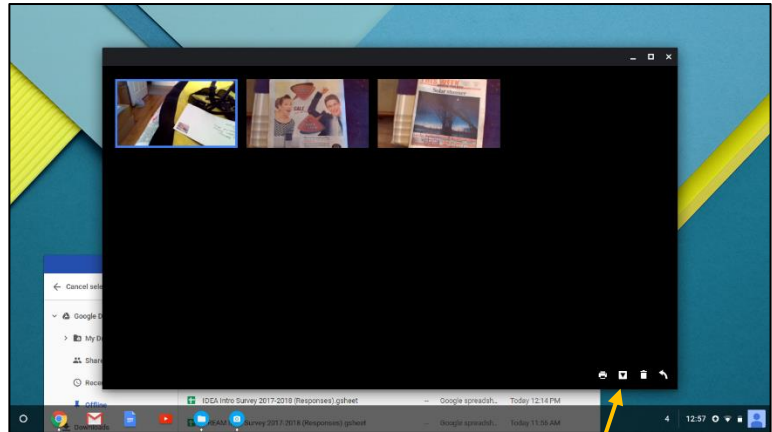 Cancel sele
Google D
My D
Share
Rece
Offline
Downloads
IDEA Intro Survey 2017-2018 (Responses).gsheet – Google spreadsh... Today 12:14 PM
Survey 2017-2018 (Responses).gsheet – Google spreadsh... Today 11:55 AM
4 12:57